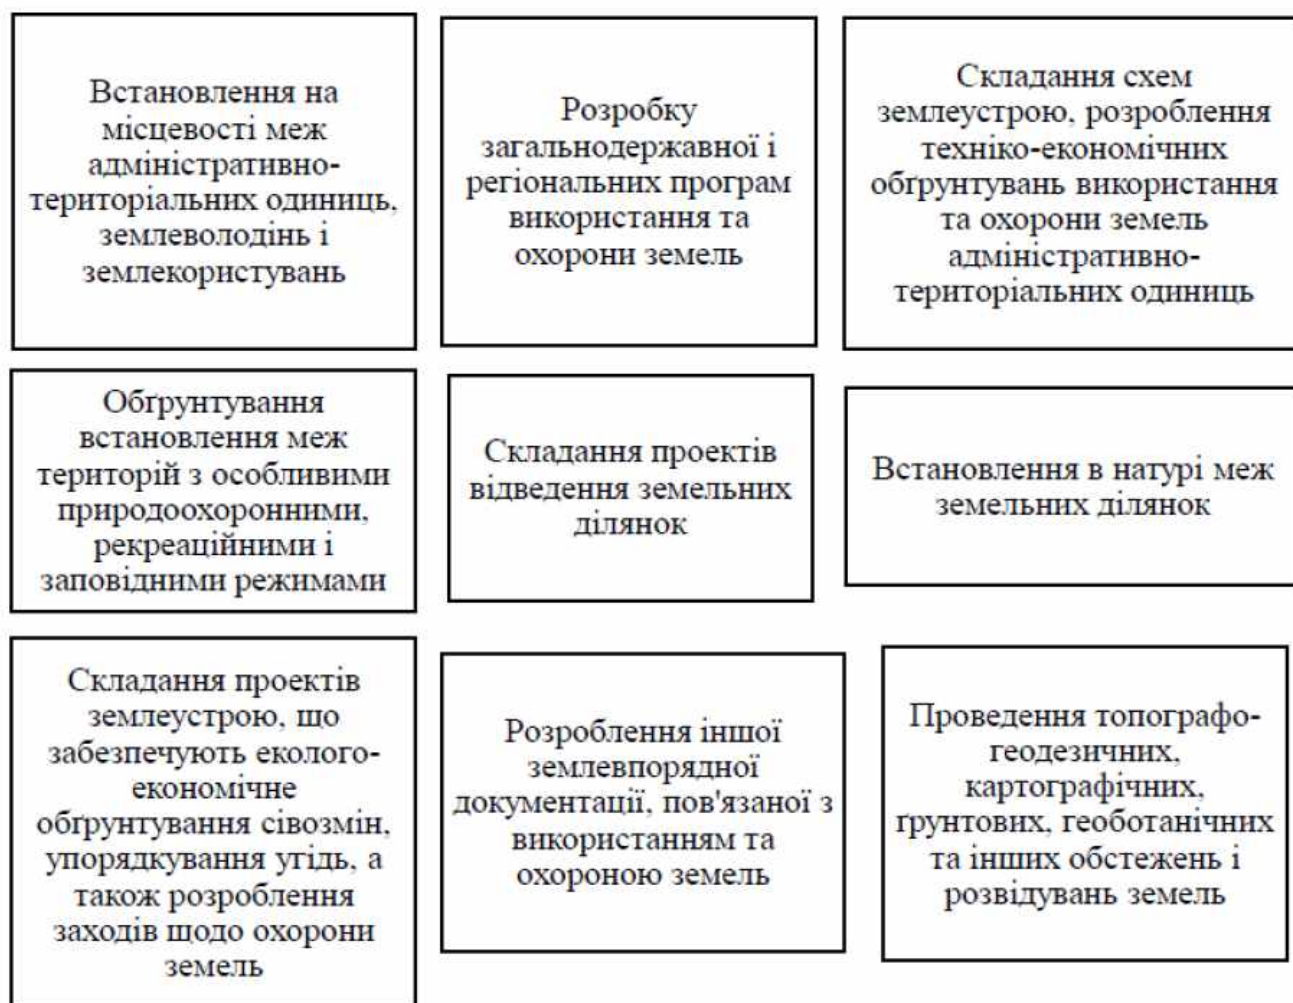 Встановлення на
місцевості меж
адміністративно-
територіальних одиниць,
землеволодінь і
землекористувань
Розробку
загальнодержавної і
регіональних програм
використання та
охорони земель
Складання схем
землеустрою, розроблення
техніко-економічних
обґрунтувань використання
та охорони земель
адміністративно-
територіальних одиниць
Обґрунтування
встановлення меж
територій з особливими
природоохоронними,
рекреаційними і
заповідними режимами
Складання проектів
відведення земельних
ділянок
Встановлення в натурі меж
земельних ділянок
Складання проектів
землеустрою, що
забезпечують еколого-
економічне
обґрунтування сівозмін,
упорядкування угідь, а
також розроблення
заходів щодо охорони
земель
Розроблення іншої
землевпорядної
документації, пов'язаної з
використанням та
охороною земель
Проведення топографо-
геодезичних,
картографічних,
ґрунтових, геоботанічних
та інших обстежень і
розвідувань земель